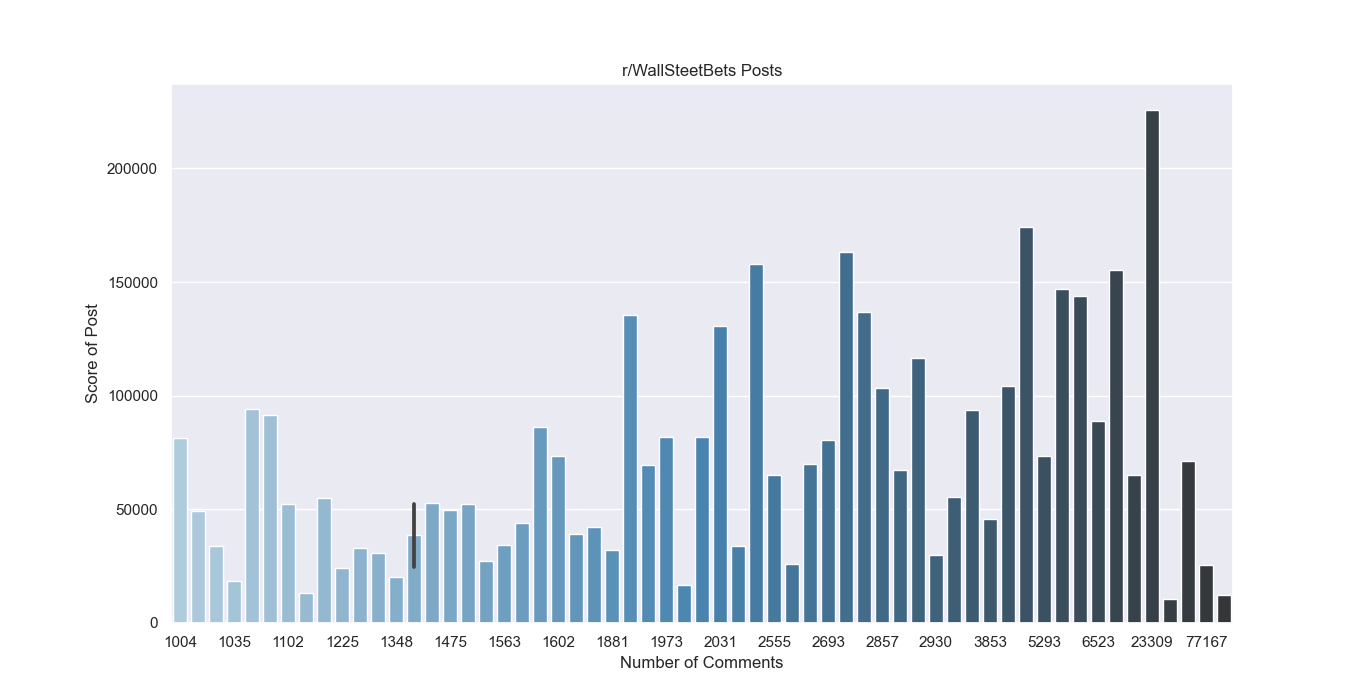 r/WallSteetBets Posts
Score of Post
200000
150000
100000
50000
0
1004 1035 1102 1225 1348 1475 1563 1602 1881 1973 2031 2555 2693 2857 2930 3853 5293 6523 23309 77167
Number of Comments